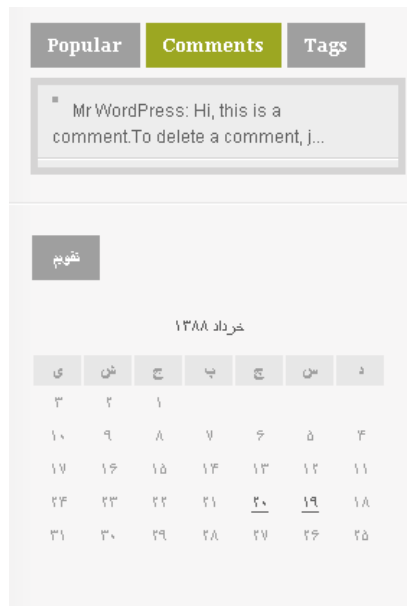 Popular Comments Tags
Mr WordPress: Hi, this is a
comment.To delete a comment, j...
تقویم
خرداد ۱۳۸۸
د س چ پ ج ش ی
۱ ۲ ۳
۴ ۵ ۶ ۷ ۸ ۹ ۱۰
۱۱ ۱۲ ۱۳ ۱۴ ۱۵ ۱۶ ۱۷
۱۸ ۱۹ ۲۰ ۲۱ ۲۲ ۲۳ ۲۴
۲۵ ۲۶ ۲۷ ۲۸ ۲۹ ۳۰ ۳۱